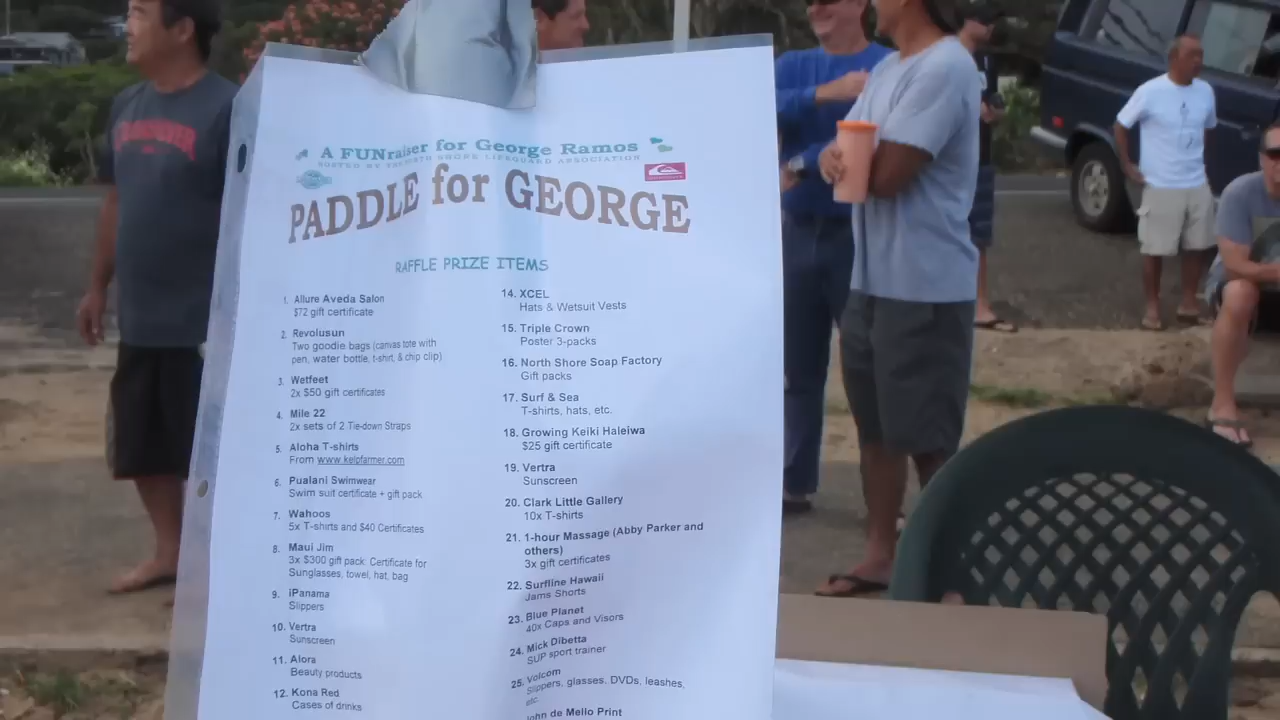 A FUNraiser for George Ramos
HOSTED BY THE NORTH SHORE LIFEGUARD ASSOCIATION
PADDLE for GEORGE
RAFFLE PRIZE ITEMS
1. Allure Aveda Salon
$72 gift certificate
2. Revolusun
Two goodie bags (canvas tote with
pen, water bottle, t-shirt, & chip clip)
3. Wetfeet
2x $50 gift certificates
4. Mile 22
2x sets of 2 Tie-down Straps
5. Aloha T-shirts
From www.kelpfarmer.com
6. Pualani Swimwear
Swim suit certificate + gift pack
7. Wahoos
5x T-shirts and $40 Certificates
8. Maui Jim
3x $300 gift pack: Certificate for
Sunglasses, towel, hat, bag
9. iPanama
Slippers
10. Vertra
Sunscreen
11. Alora
Beauty products
12. Kona Red
Cases of drinks
14. XCEL
Hats & Wetsuit Vests
15. Triple Crown
Poster 3-packs
16. North Shore Soap Factory
Gift packs
17. Surf & Sea
T-shirts, hats, etc.
18. Growing Keiki Haleiwa
$25 gift certificate
19. Vertra
Sunscreen
20. Clark Little Gallery
10x T-shirts
21. 1-hour Massage (Abby Parker and
others)
3x gift certificates
22. Surfline Hawaii
Jams Shorts
23. Blue Planet
40x Caps and Visors
24. Mick Dibetta
SUP sport trainer
25. Volcom
Slippers, glasses, DVDs, leashes,
etc.
John de Mello Print